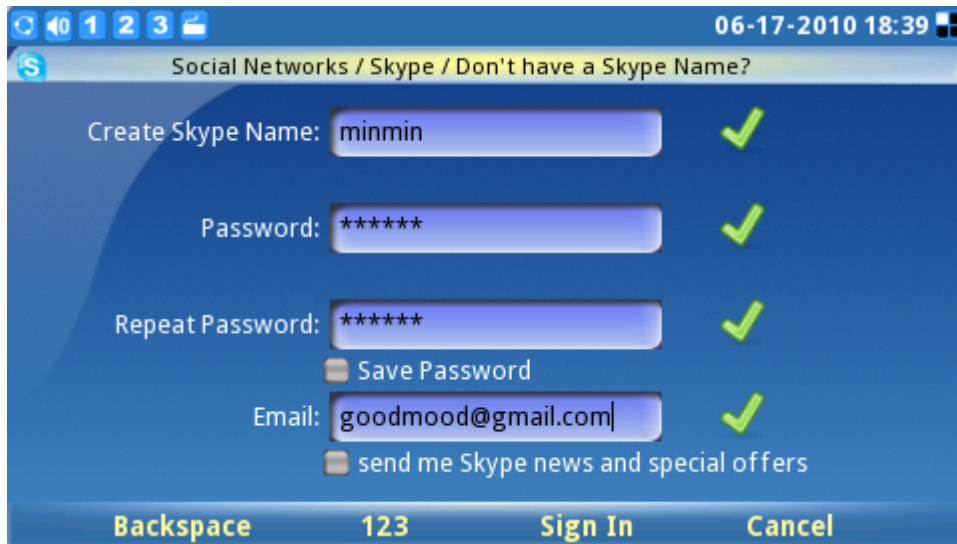 1 2 3 06-17-2010 18:39
S Social Networks / Skype / Don't have a Skype Name?
Create Skype Name: minmin
Password: ******
Repeat Password: ******
Save Password
Email: goodmood@gmail.com
send me Skype news and special offers
Backspace 123 Sign In Cancel